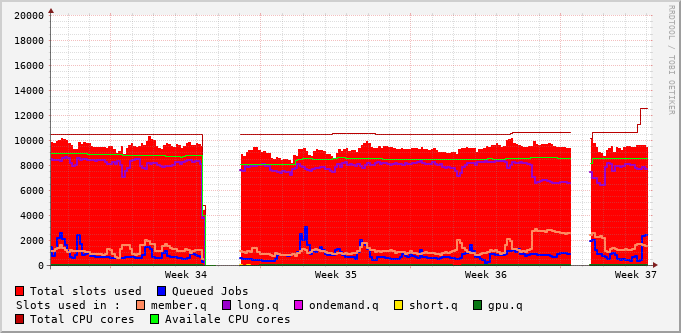 20000
18000
16000
14000
12000
10000
8000
6000
4000
2000
0
Week 34 Week 35 Week 36 Week 37
Total slots used Queued Jobs
Slots used in : member.q long.q ondemand.q short.q gpu.q
Total CPU cores Availale CPU cores
RRDTOOL / TOBI OETIKER